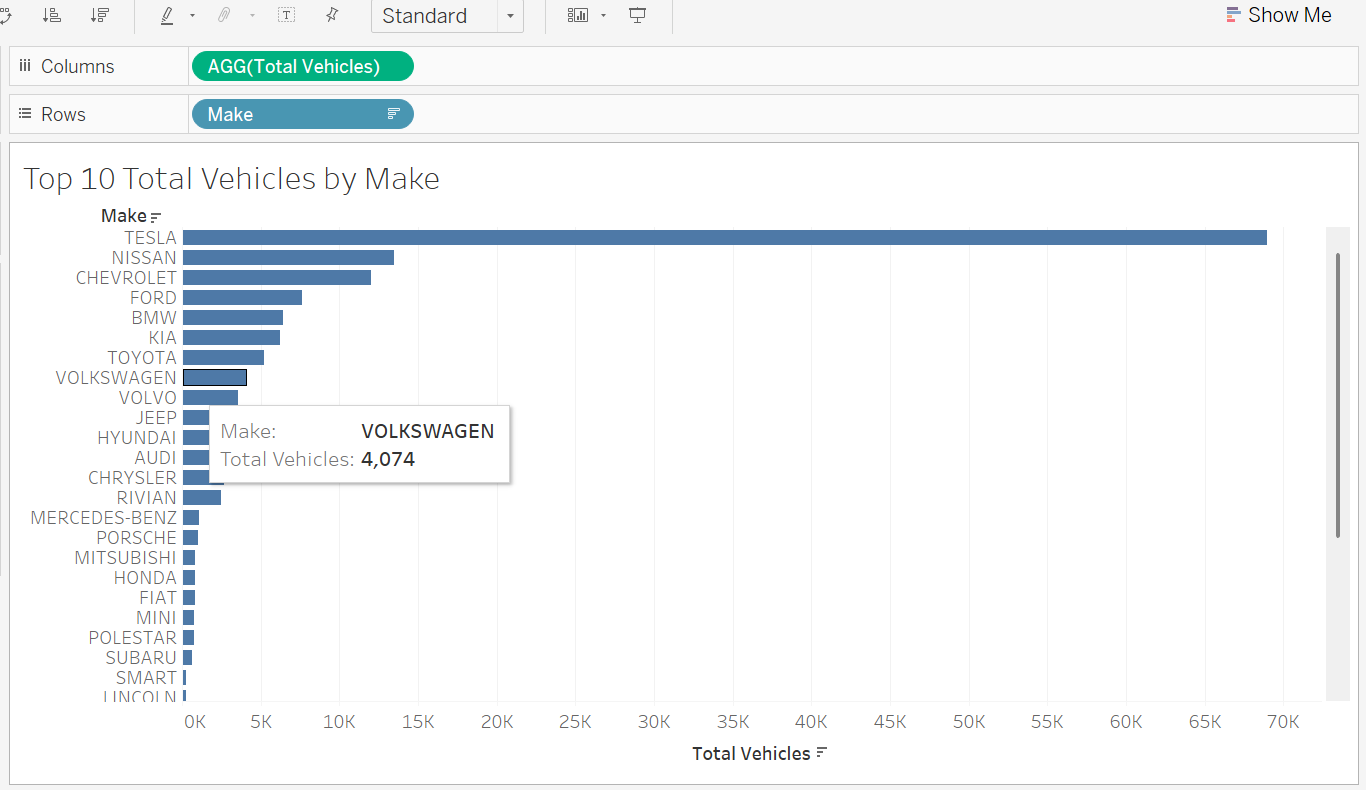 Standard
Show Me
Columns AGG(Total Vehicles)
Rows Make
Top 10 Total Vehicles by Make
Make
TESLA
NISSAN
CHEVROLET
FORD
BMW
KIA
TOYOTA
VOLKSWAGEN
VOLVO
JEEP
HYUNDAI
AUDI
CHRYSLER
RIVIAN
MERCEDES-BENZ
PORSCHE
MITSUBISHI
HONDA
FIAT
MINI
POLESTAR
SUBARU
SMART
LINCOLN
Make: VOLKSWAGEN
Total Vehicles: 4,074
0K 5K 10K 15K 20K 25K 30K 35K 40K 45K 50K 55K 60K 65K 70K
Total Vehicles